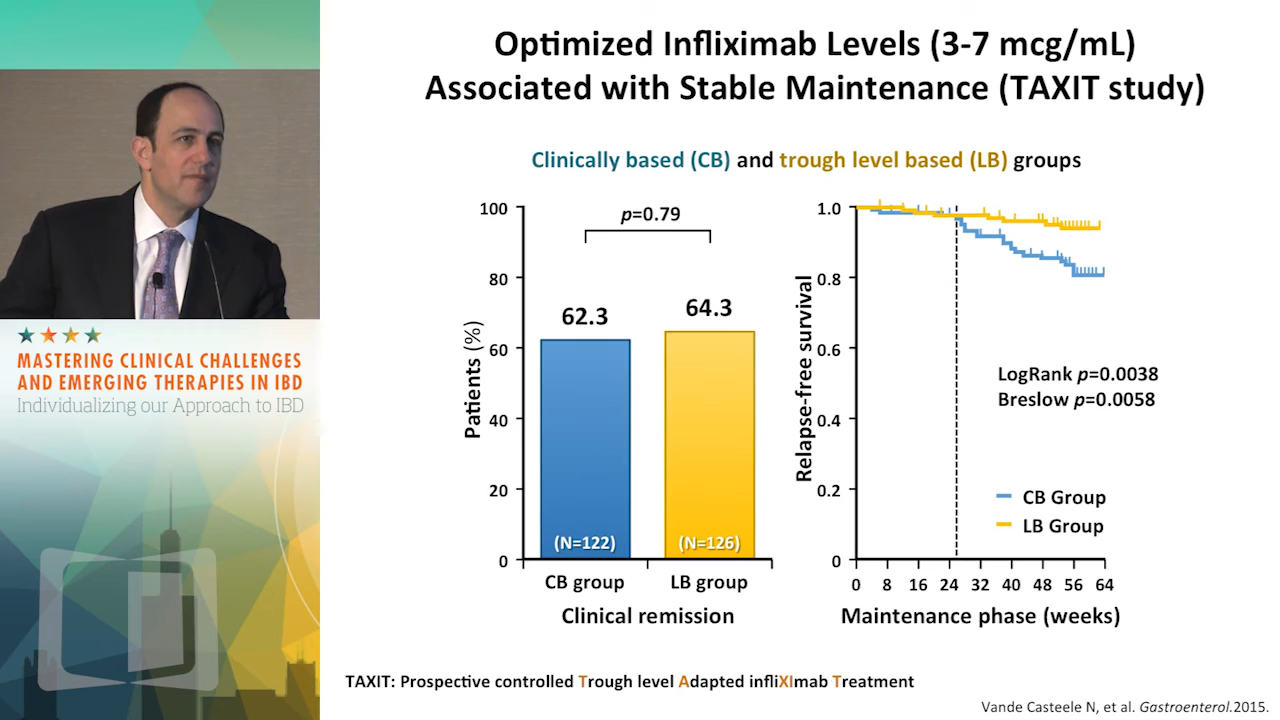 Optimized Infliximab Levels (3-7 mcg/mL)
Associated with Stable Maintenance (TAXIT study)
Clinically based (CB) and trough level based (LB) groups
Patients (%)
100
80
60
40
20
0
p=0.79
62.3
64.3
(N=122)
(N=126)
CB group
LB group
Clinical remission
Relapse-free survival
1.0
0.8
0.6
0.4
0.2
0
LogRank p=0.0038
Breslow p=0.0058
CB Group
LB Group
0 8 16 24 32 40 48 56 64
Maintenance phase (weeks)
TAXIT: Prospective controlled Trough level Adapted infliXImab Treatment
Vande Casteele N, et al. Gastroenterol.2015.
MASTERING CLINICAL CHALLENGES
AND EMERGING THERAPIES IN IBD
Individualizing our Approach to IBD